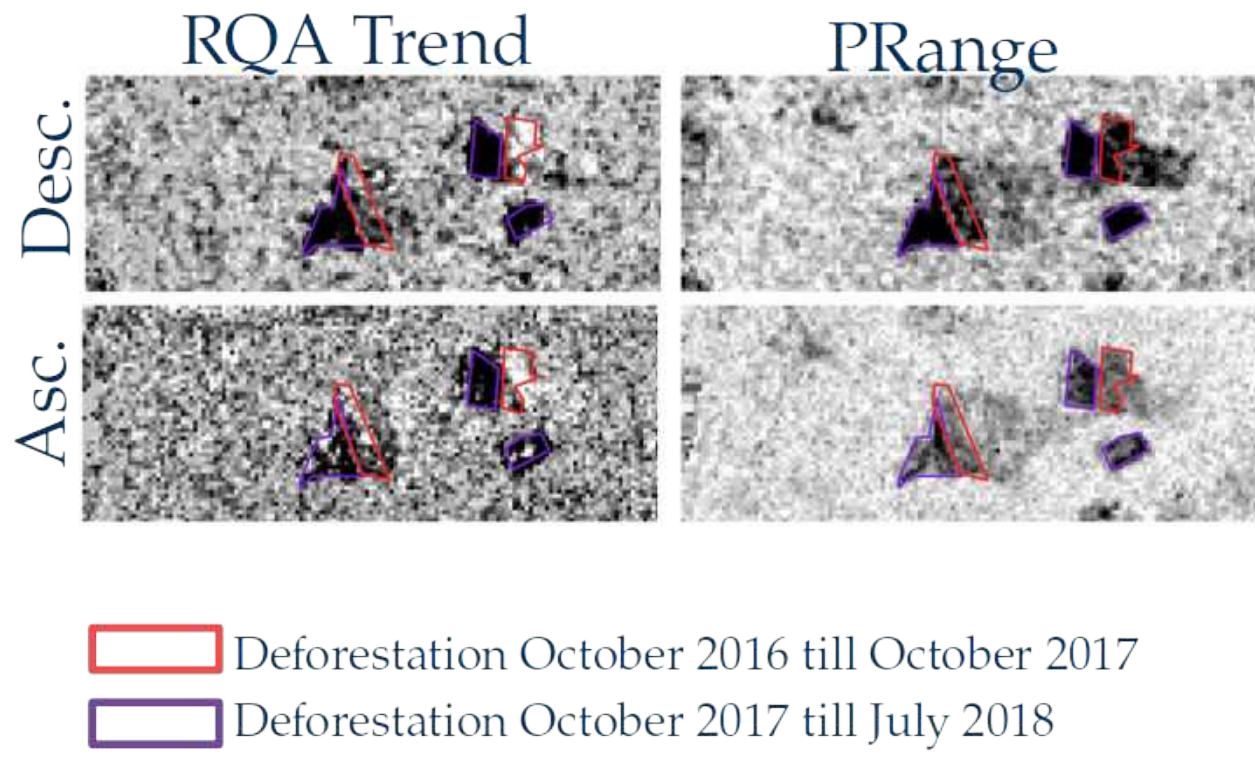 RQA Trend
PRange
Desc.
Asc.
Deforestation October 2016 till October 2017
Deforestation October 2017 till July 2018